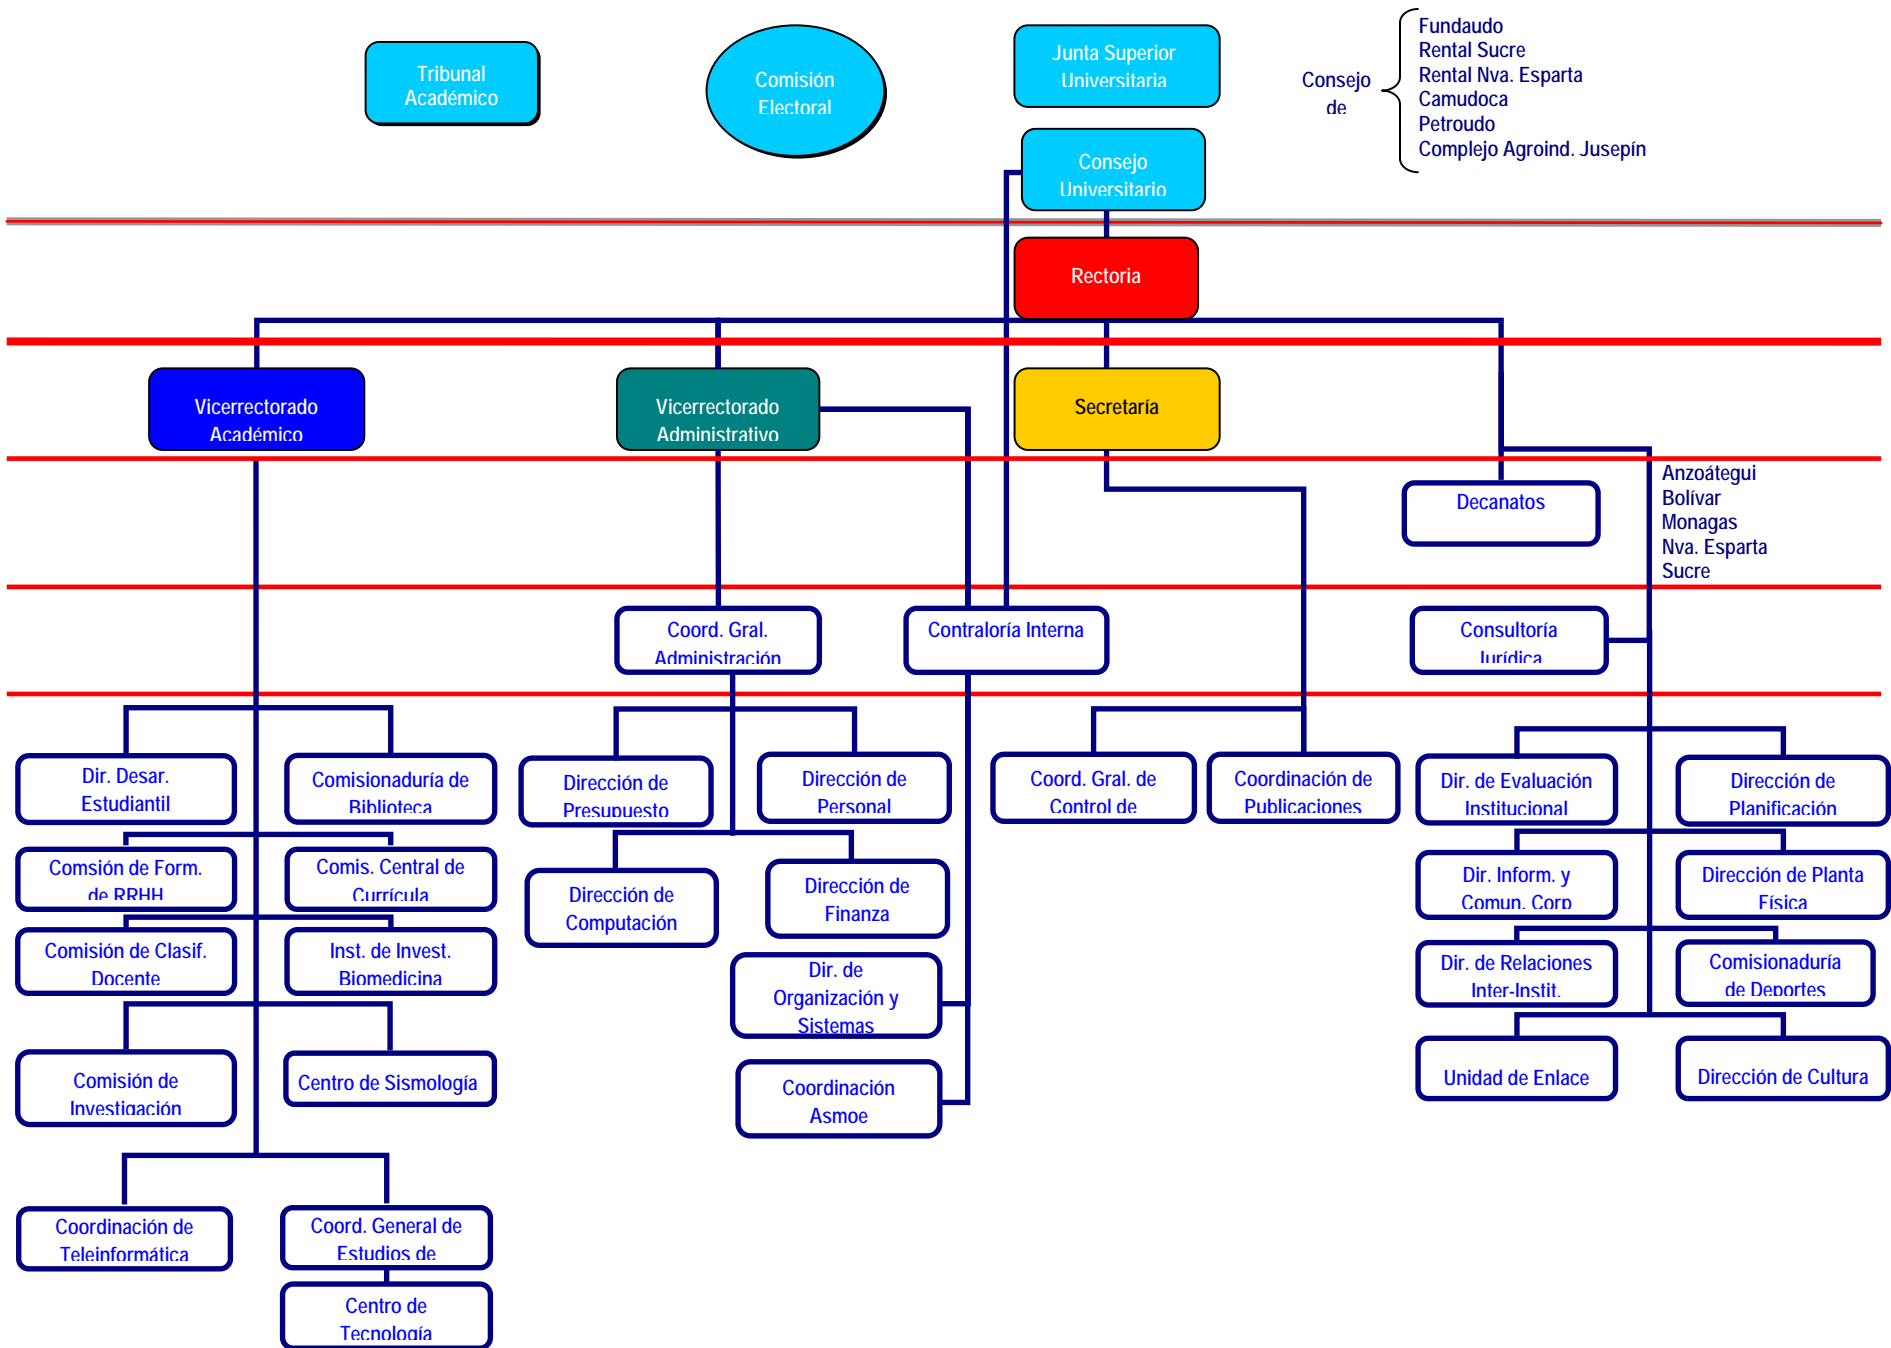 Tribunal
Académico
Comisión
Electoral
Junta Superior
Universitaria
Consejo
de
Fundaudo
Rental Sucre
Rental Nva. Esparta
Camudoca
Petroudo
Complejo Agroind. Jusepín
Consejo
Universitario
Rectoria
Vicerrectorado
Académico
Vicerrectorado
Administrativo
Secretaría
Decanatos
Anzoátegui
Bolívar
Monagas
Nva. Esparta
Sucre
Coord. Gral.
Administración
Contraloría Interna
Consultoría
Jurídica
Dir. Desar.
Estudiantil
Comisionaduría de
Biblioteca
Dirección de
Presupuesto
Dirección de
Personal
Coord. Gral. de
Control de
Coordinación de
Publicaciones
Dir. de Evaluación
Institucional
Dirección de
Planificación
Comsión de Form.
de RRHH
Comis. Central de
Currícula
Dirección de
Computación
Dirección de
Finanza
Dir. Inform. y
Comun. Corp
Dirección de Planta
Física
Comisión de Clasif.
Docente
Inst. de Invest.
Biomedicina
Dir. de
Organización y
Sistemas
Dir. de Relaciones
Inter-Instit.
Comisionaduría
de Deportes
Comisión de
Investigación
Centro de Sismología
Coordinación
Asmoe
Unidad de Enlace
Dirección de Cultura
Coordinación de
Teleinformática
Coord. General de
Estudios de
Centro de
Tecnología